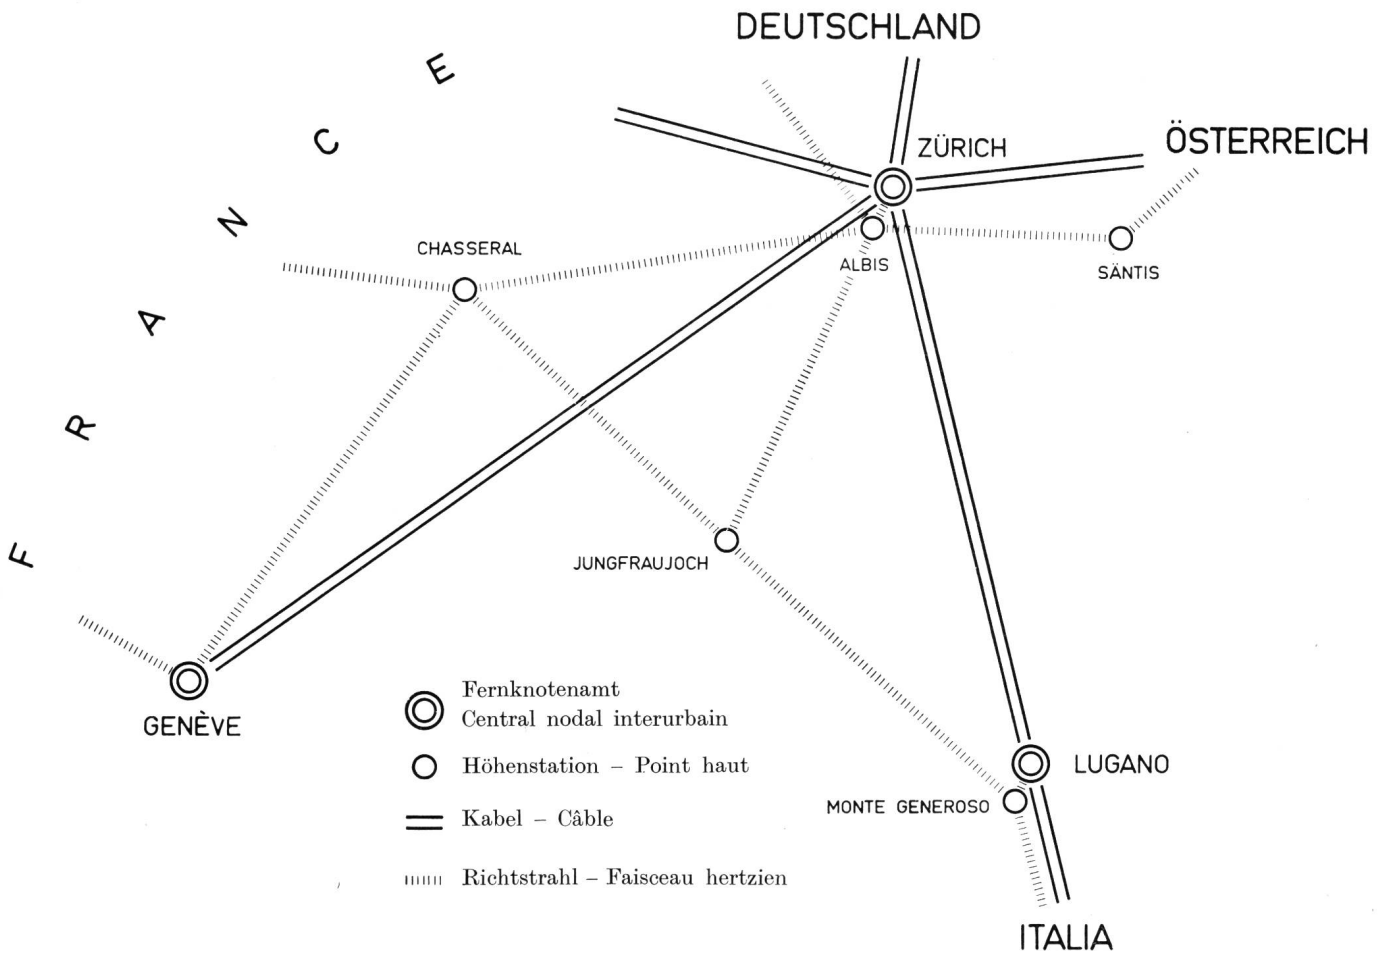 DEUTSCHLAND
FRANCE
ZÜRICH
ÖSTERREICH
CHASSERAL
ALBIS
SÄNTIS
JUNGFRAUJOCH
GENÈVE
Fernknotenamt
Central nodal interurbain
Höhenstation – Point haut
Kabel – Câble
Richtstrahl – Faisceau hertzien
LUGANO
MONTE GENEROSO
ITALIA